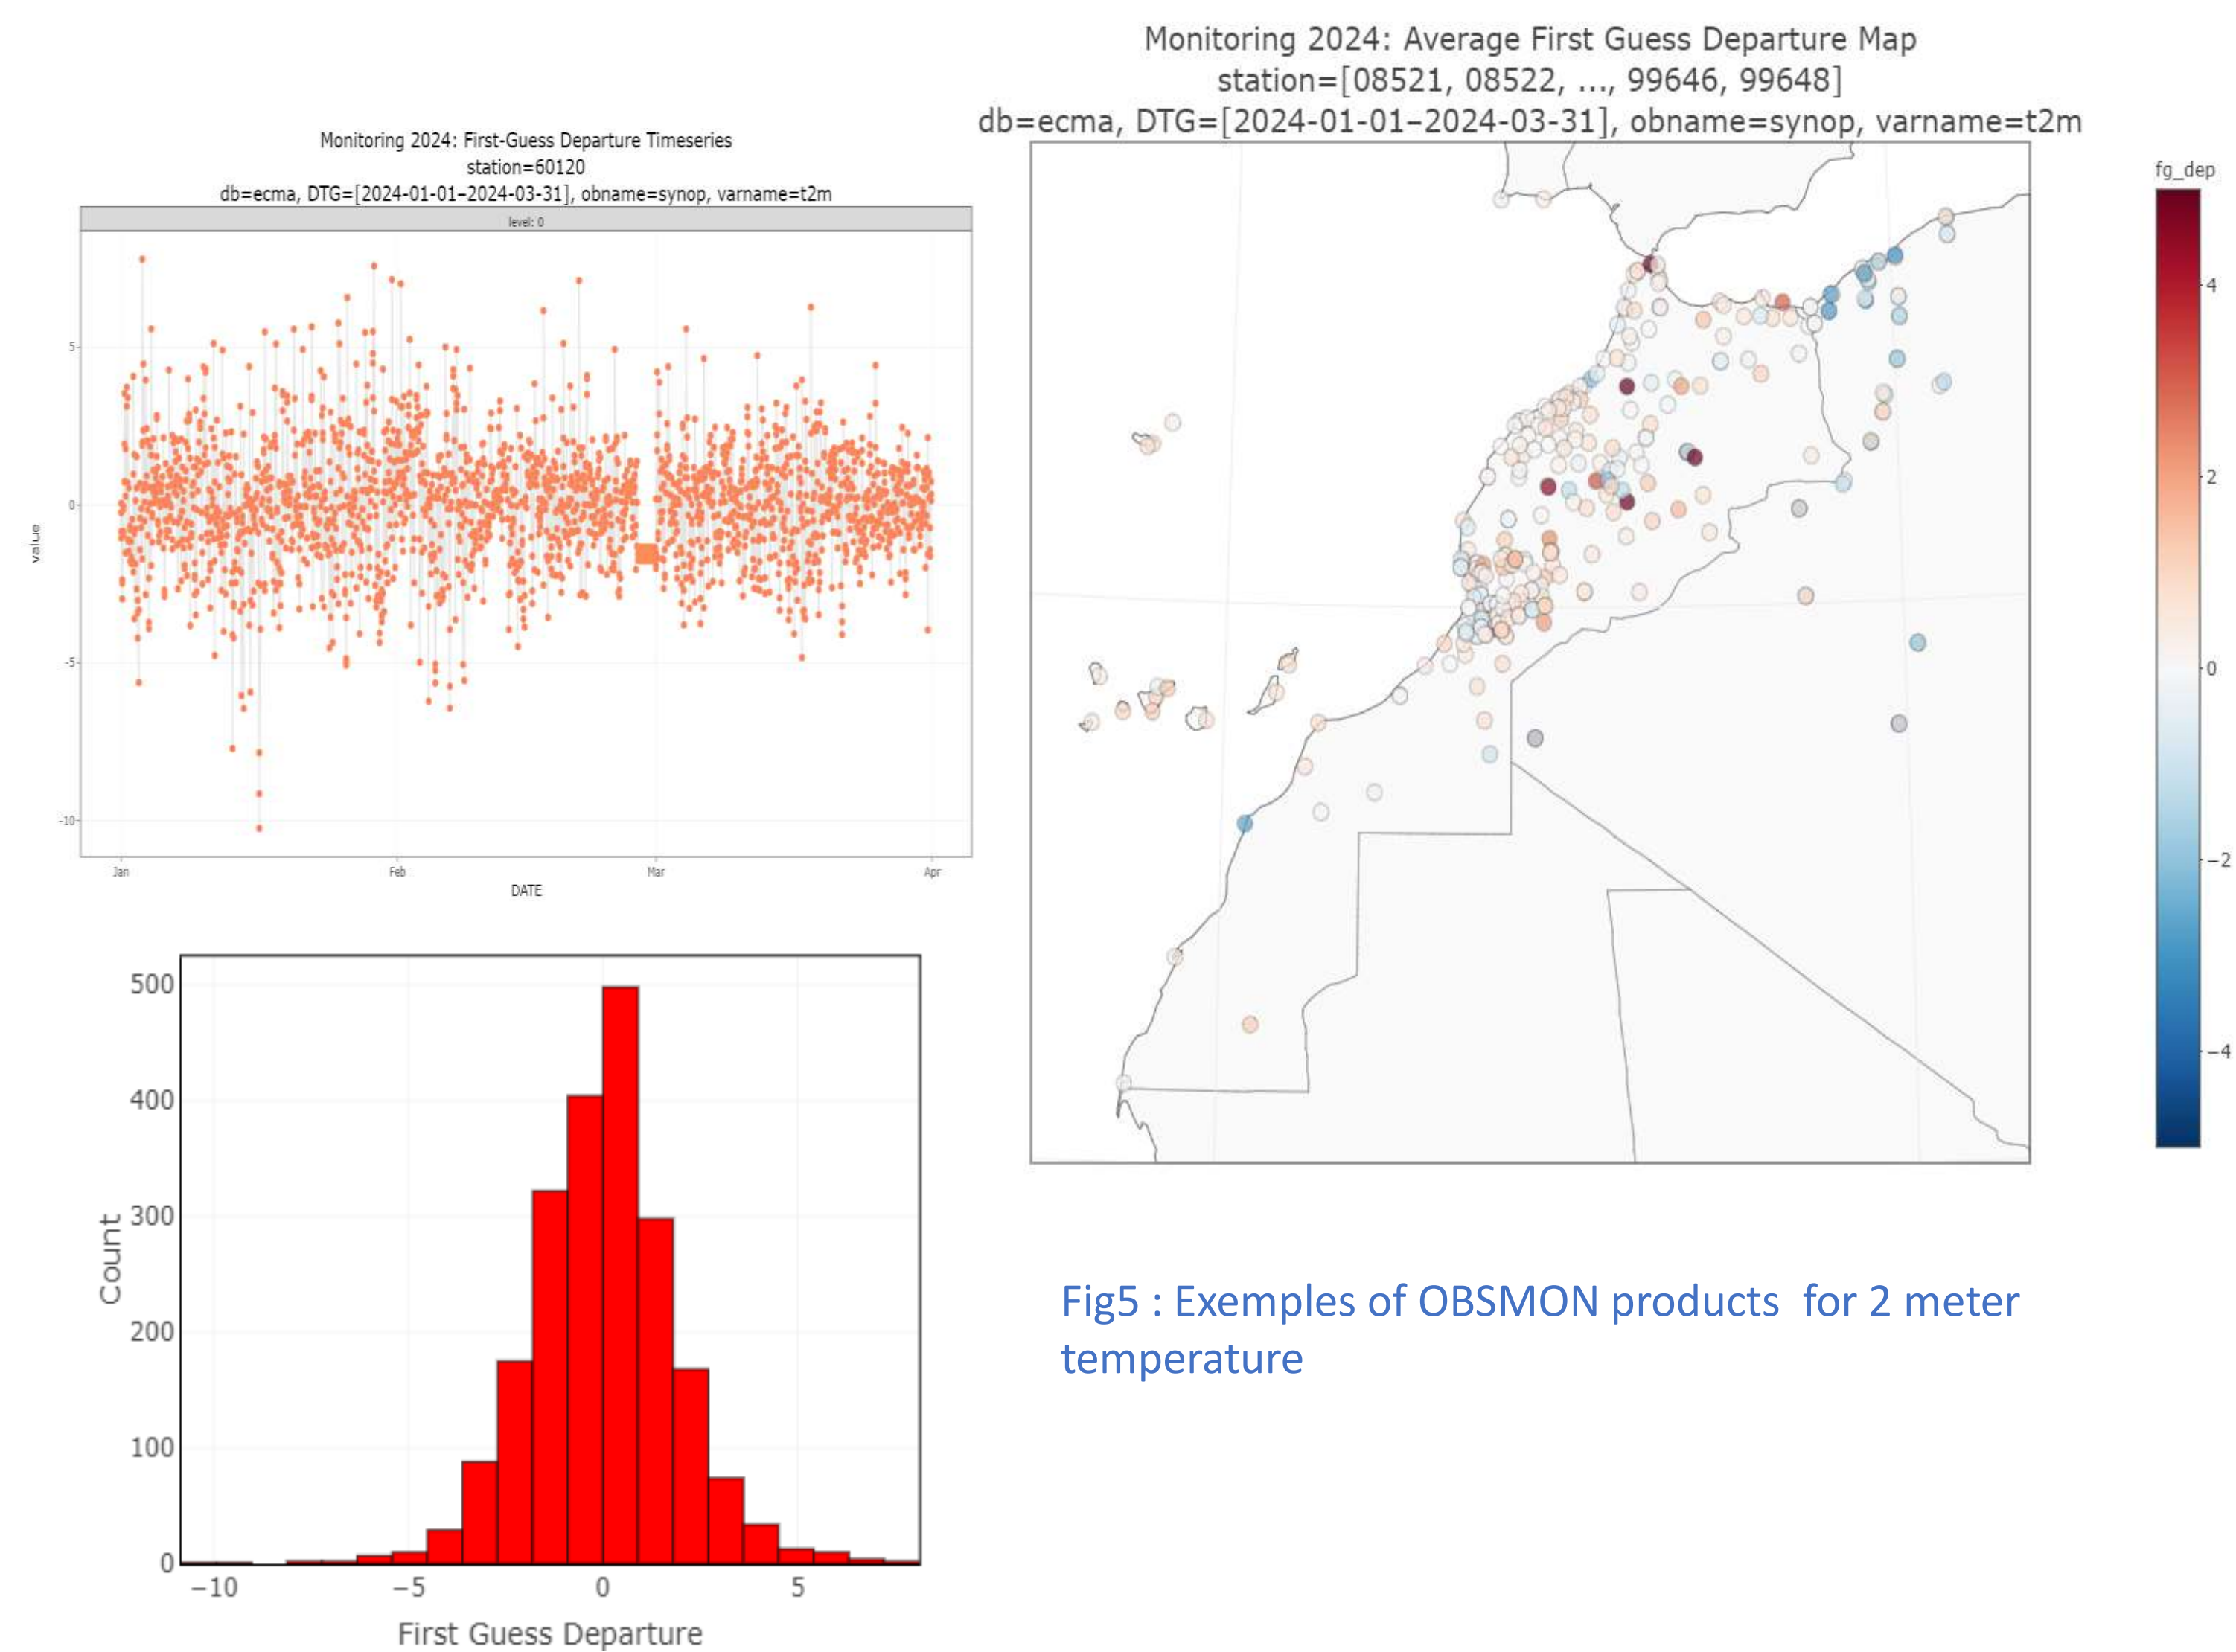 Monitoring 2024: First-Guess Departure Timeseries
station=60120
db=ecma, DTG=[2024-01-01–2024-03-31], obname=synop, varname=t2m
level: 0
5
0
-5
-10
value
Jan
Feb
Mar
Apr
DATE
Monitoring 2024: Average First Guess Departure Map
station=[08521, 08522, ..., 99646, 99648]
db=ecma, DTG=[2024-01-01–2024-03-31], obname=synop, varname=t2m
fg_dep
4
2
0
−2
−4
500
400
300
200
100
0
Count
−10
−5
0
5
First Guess Departure
Fig5 : Exemples of OBSMON products  for 2 meter
temperature